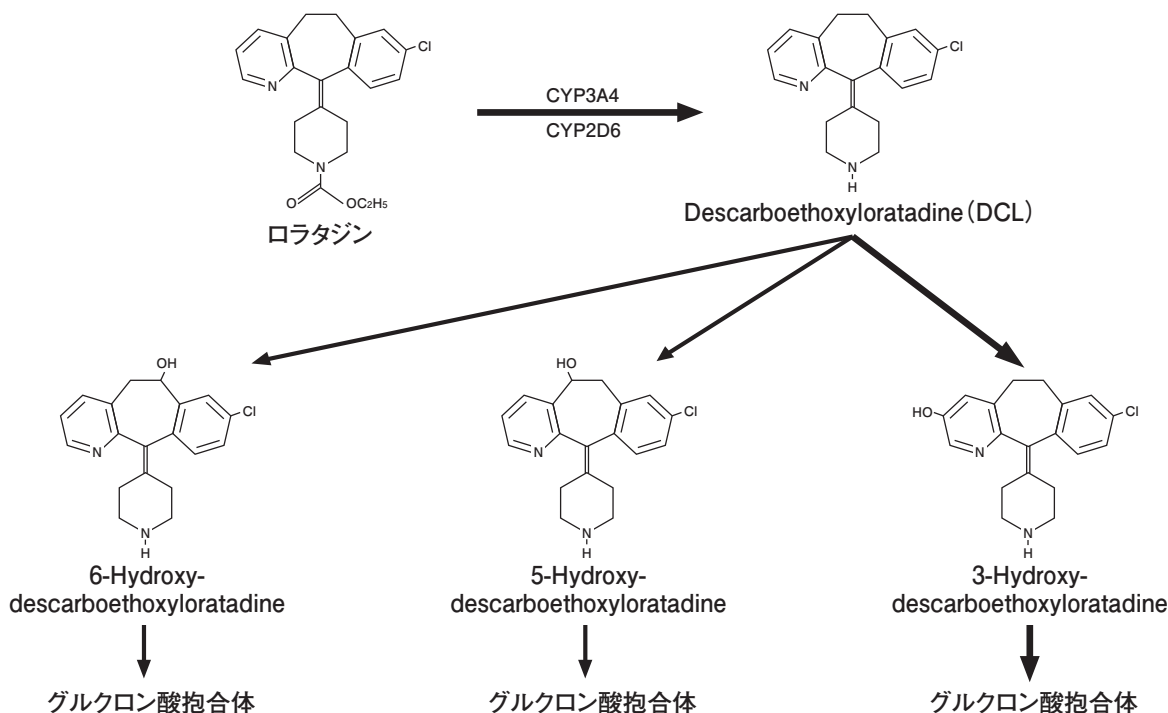 Cl
N
N
O
OC2H5
ロラタジン
CYP3A4
CYP2D6
Cl
N
N
H
Descarboethoxyloratadine(DCL)
OH
Cl
N
N
H
6-Hydroxy-
descarboethoxyloratadine
グルクロン酸抱合体
HO
Cl
N
N
H
5-Hydroxy-
descarboethoxyloratadine
グルクロン酸抱合体
HO
Cl
N
N
H
3-Hydroxy-
descarboethoxyloratadine
グルクロン酸抱合体